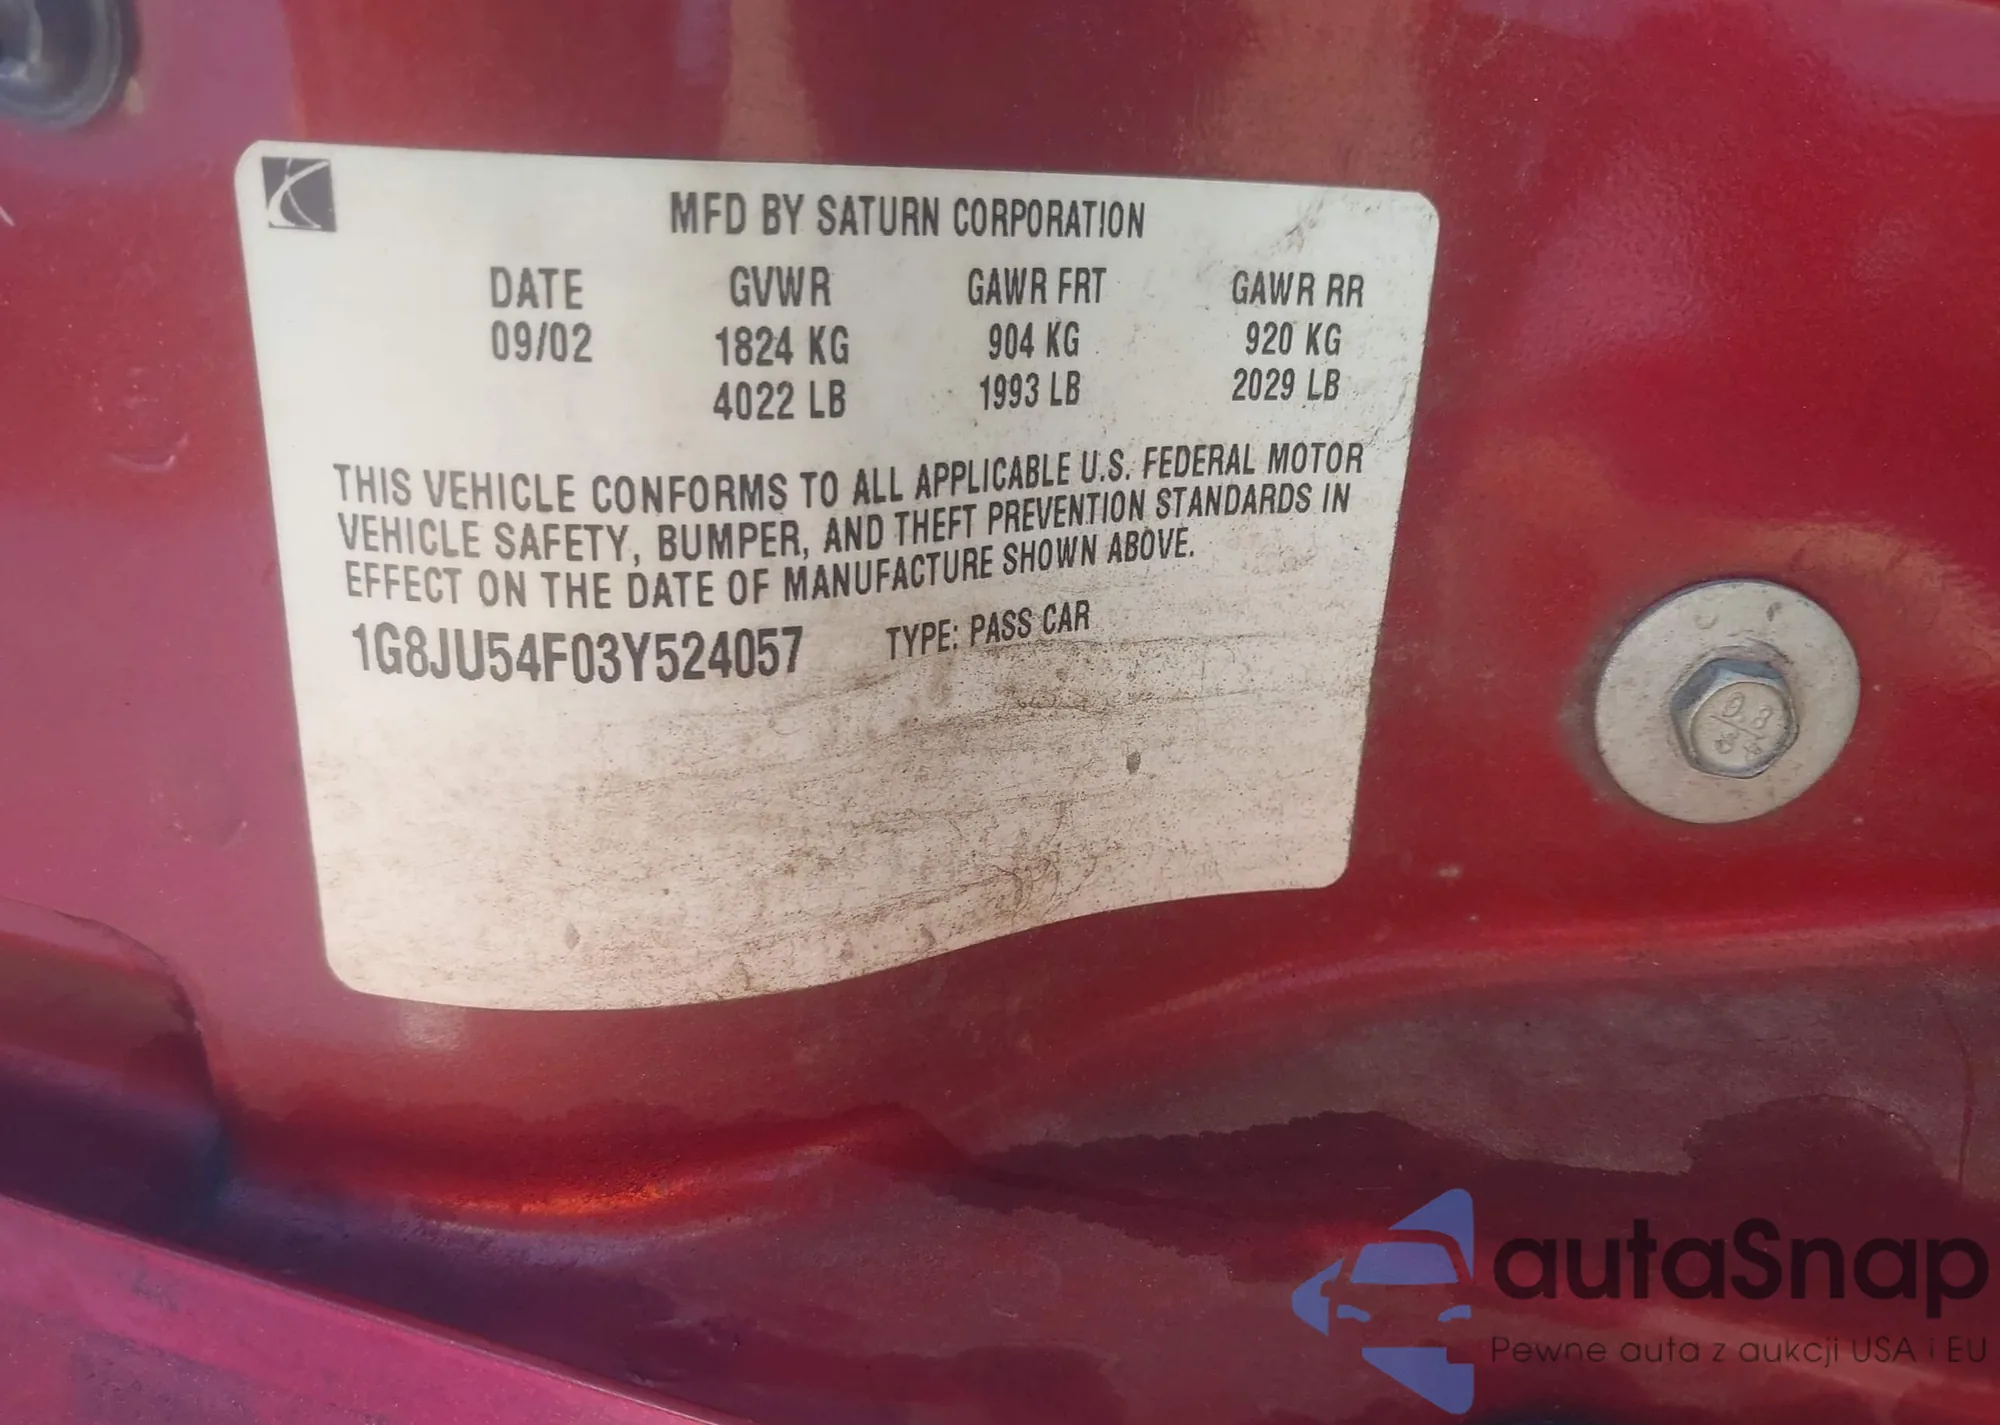 MFD BY SATURN CORPORATION
DATE GVWR GAWR FRT GAWR RR
09/02 1824 KG 904 KG 920 KG
4022 LB 1993 LB 2029 LB
THIS VEHICLE CONFORMS TO ALL APPLICABLE U.S. FEDERAL MOTOR
VEHICLE SAFETY, BUMPER, AND THEFT PREVENTION STANDARDS IN
EFFECT ON THE DATE OF MANUFACTURE SHOWN ABOVE.
1G8JU54F03Y524057 TYPE: PASS CAR
autaSnap
Pewne auta z aukcji USA i EU